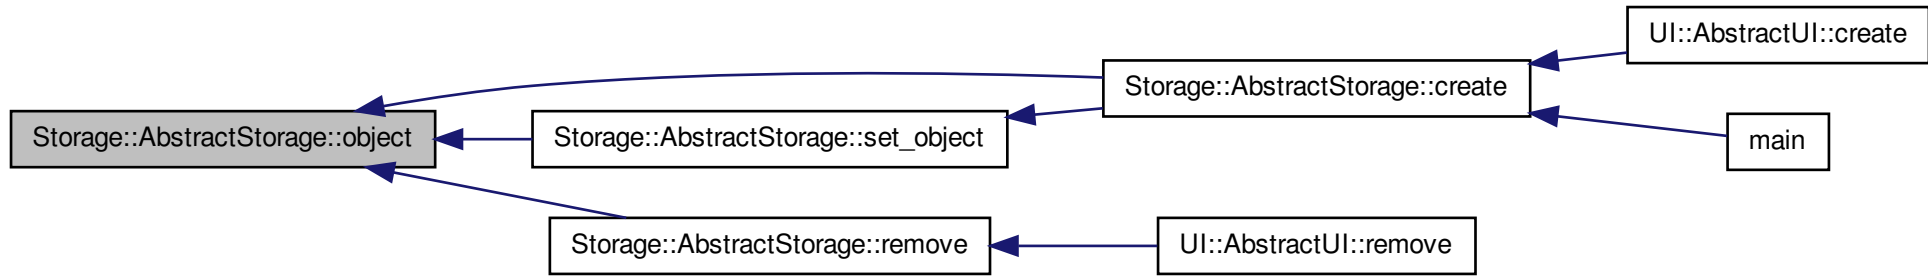 UI::AbstractUI::create
Storage::AbstractStorage::create
Storage::AbstractStorage::object
Storage::AbstractStorage::set_object
main
Storage::AbstractStorage::remove
UI::AbstractUI::remove